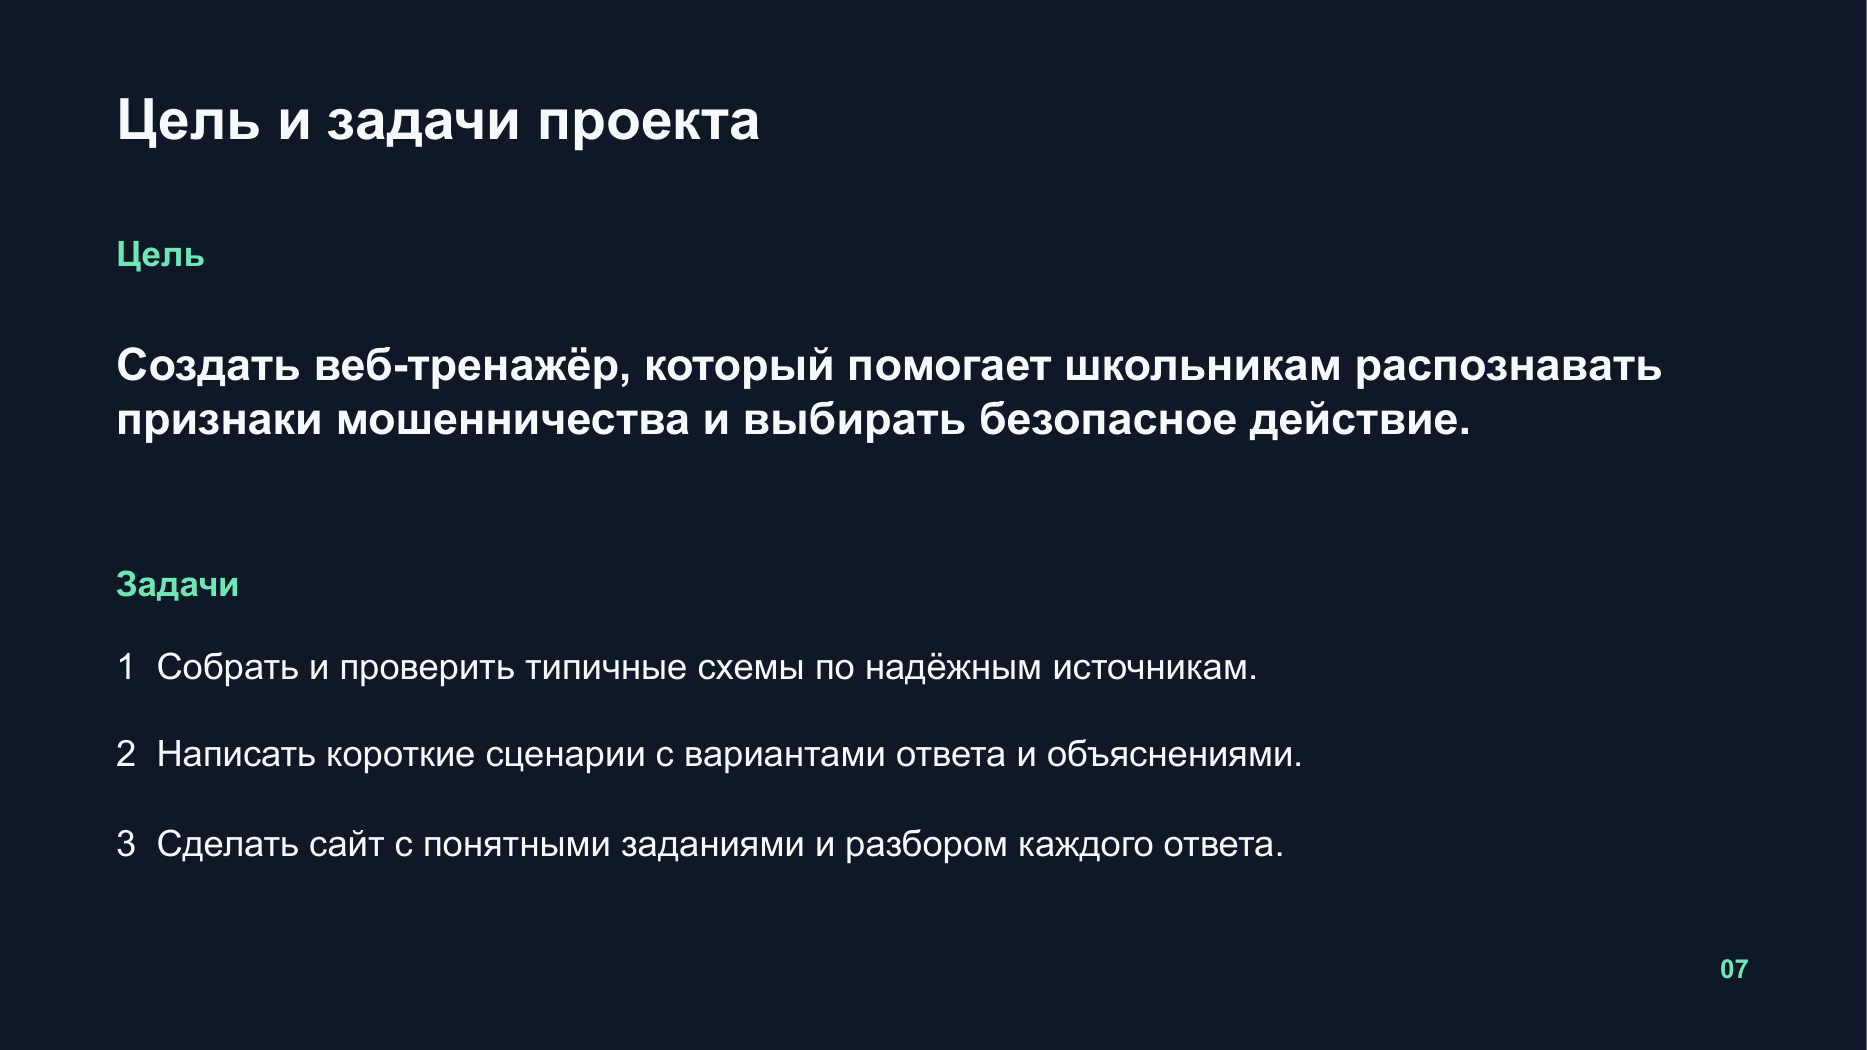 Цель и задачи проекта
Цель
Создать веб-тренажёр, который помогает школьникам распознавать
признаки мошенничества и выбирать безопасное действие.
Задачи
1 Собрать и проверить типичные схемы по надёжным источникам.
2 Написать короткие сценарии с вариантами ответа и объяснениями.
3 Сделать сайт с понятными заданиями и разбором каждого ответа.
07